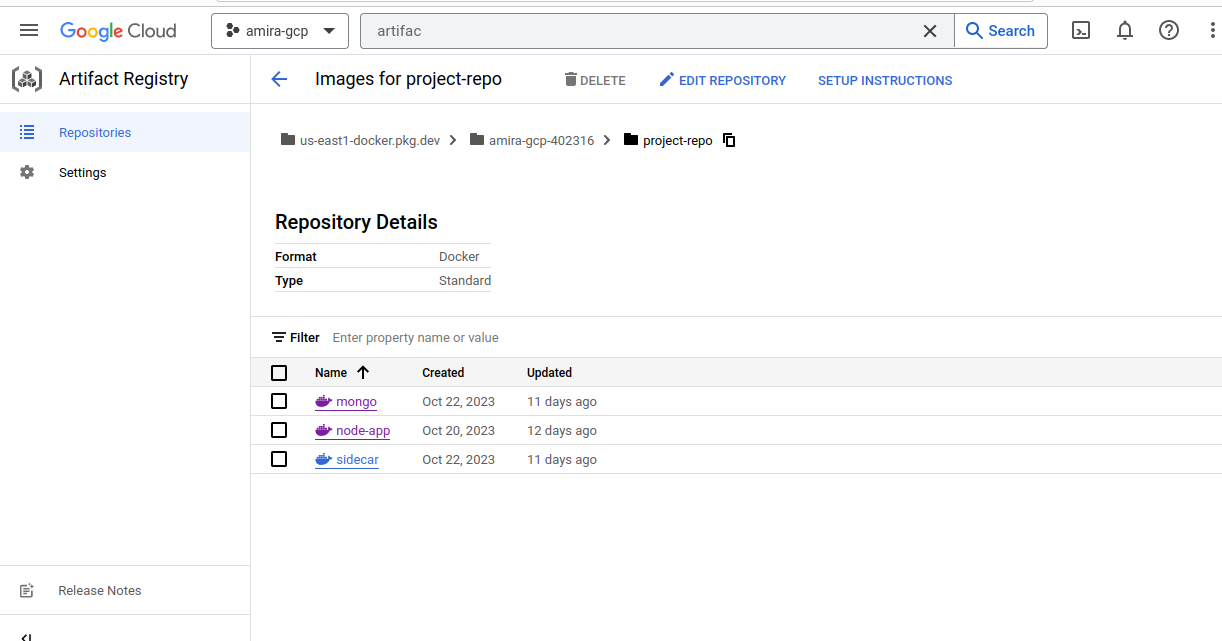 Google Cloud
amira-gcp
artifac
Search
Artifact Registry
Images for project-repo
DELETE
EDIT REPOSITORY
SETUP INSTRUCTIONS
Repositories
Settings
us-east1-docker.pkg.dev
amira-gcp-402316
project-repo
Repository Details
Format Docker
Type Standard
Filter Enter property name or value
Name Created Updated
mongo Oct 22, 2023 11 days ago
node-app Oct 20, 2023 12 days ago
sidecar Oct 22, 2023 11 days ago
Release Notes